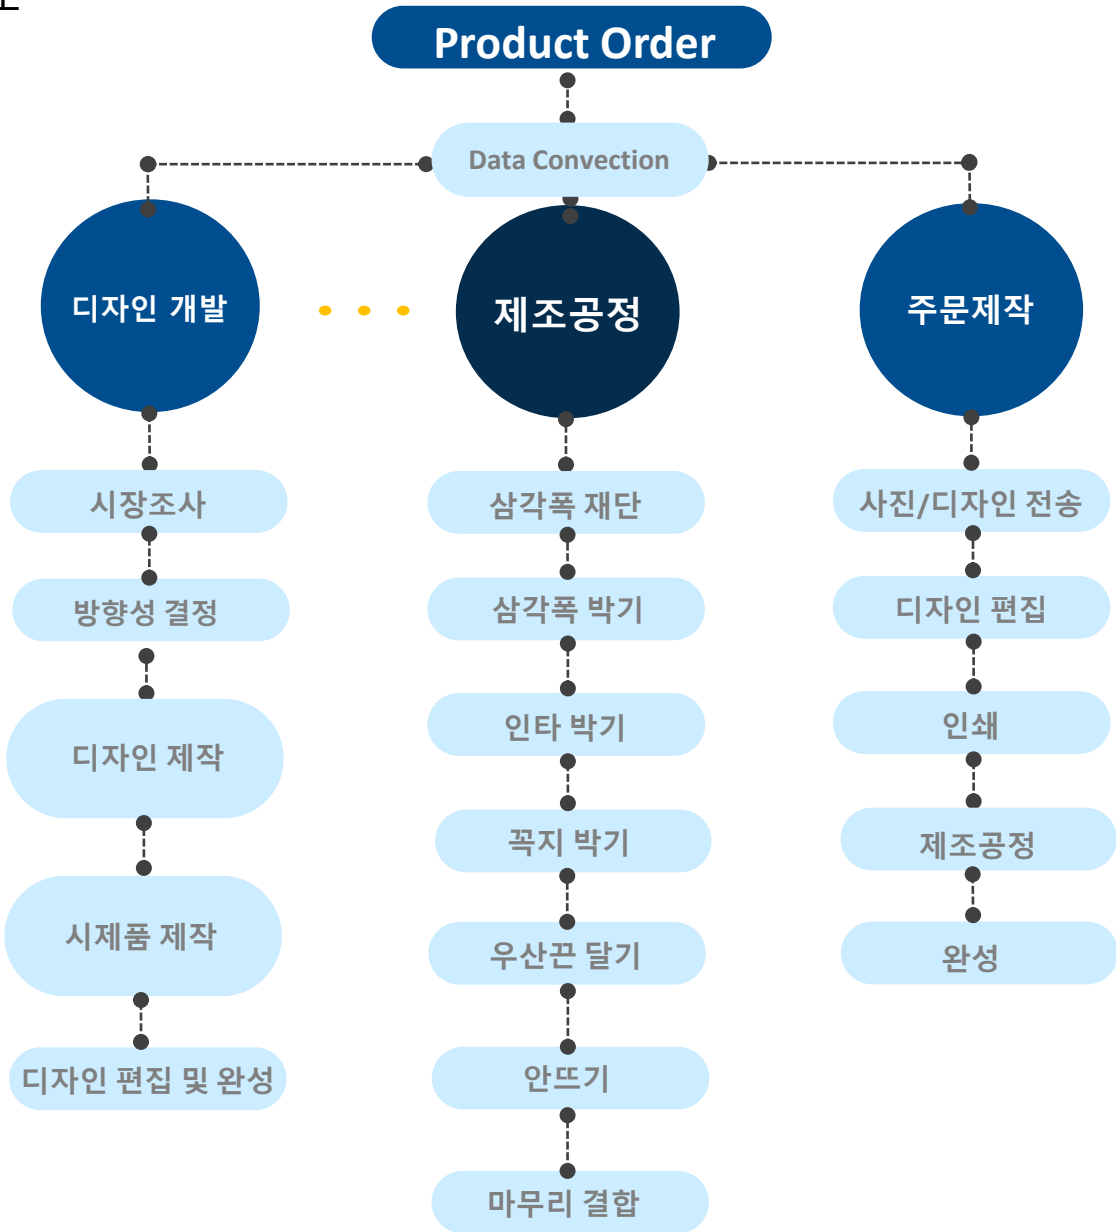 Product Order
Data Convection
디자인 개발
제조공정
주문제작
시장조사
방향성 결정
디자인 제작
시제품 제작
디자인 편집 및 완성
삼각폭 재단
삼각폭 박기
인타 박기
꼭지 박기
우산끈 달기
안뜨기
마무리 결합
사진/디자인 전송
디자인 편집
인쇄
제조공정
완성